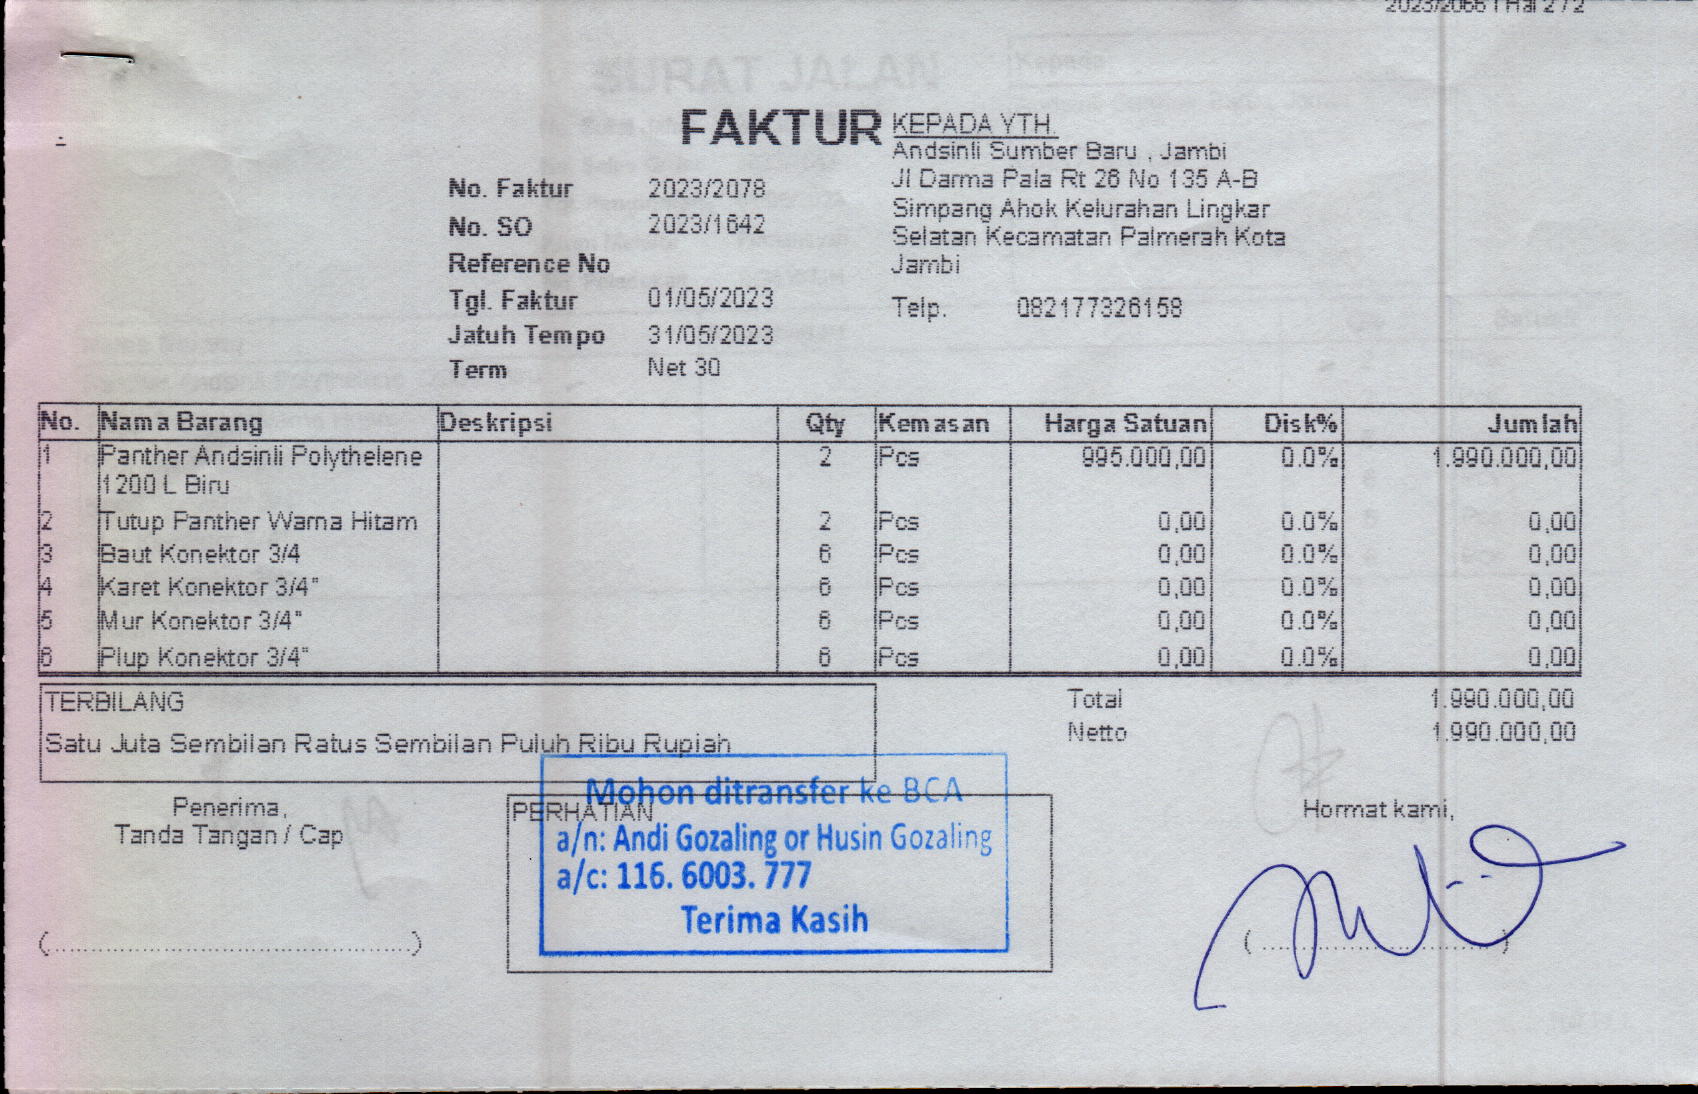 FAKTUR
KEPADA YTH.
Andsinli Sumber Baru , Jambi
Jl Darma Pala Rt 26 No 135 A-B
Simpang Ahok Kelurahan Lingkar
Selatan Kecamatan Palmerah Kota
Jambi
Telp. 082177326158
No. Faktur 2023/2078
No. SO 2023/1642
Reference No
Tgl. Faktur 01/05/2023
Jatuh Tempo 31/05/2023
Term Net 30
No. Nama Barang Deskripsi Qty Kemasan Harga Satuan Disk% Jumlah
1 Panther Andsinli Polythelene 2 Pcs 995.000,00 0.0% 1.990.000,00
1200 L Biru
2 Tutup Panther Warna Hitam 2 Pcs 0,00 0.0% 0,00
3 Baut Konektor 3/4 6 Pcs 0,00 0.0% 0,00
4 Karet Konektor 3/4" 6 Pcs 0,00 0.0% 0,00
5 Mur Konektor 3/4" 6 Pcs 0,00 0.0% 0,00
6 Plup Konektor 3/4" 6 Pcs 0,00 0.0% 0,00
TERBILANG
Satu Juta Sembilan Ratus Sembilan Puluh Ribu Rupiah
Total 1.990.000,00
Netto 1.990.000,00
Penerima,
Tanda Tangan / Cap
(...........................................)
PERHATIAN
Mohon ditransfer ke BCA
a/n: Andi Gozaling or Husin Gozaling
a/c: 116. 6003. 777
Terima Kasih
Hormat kami,
(..............................)